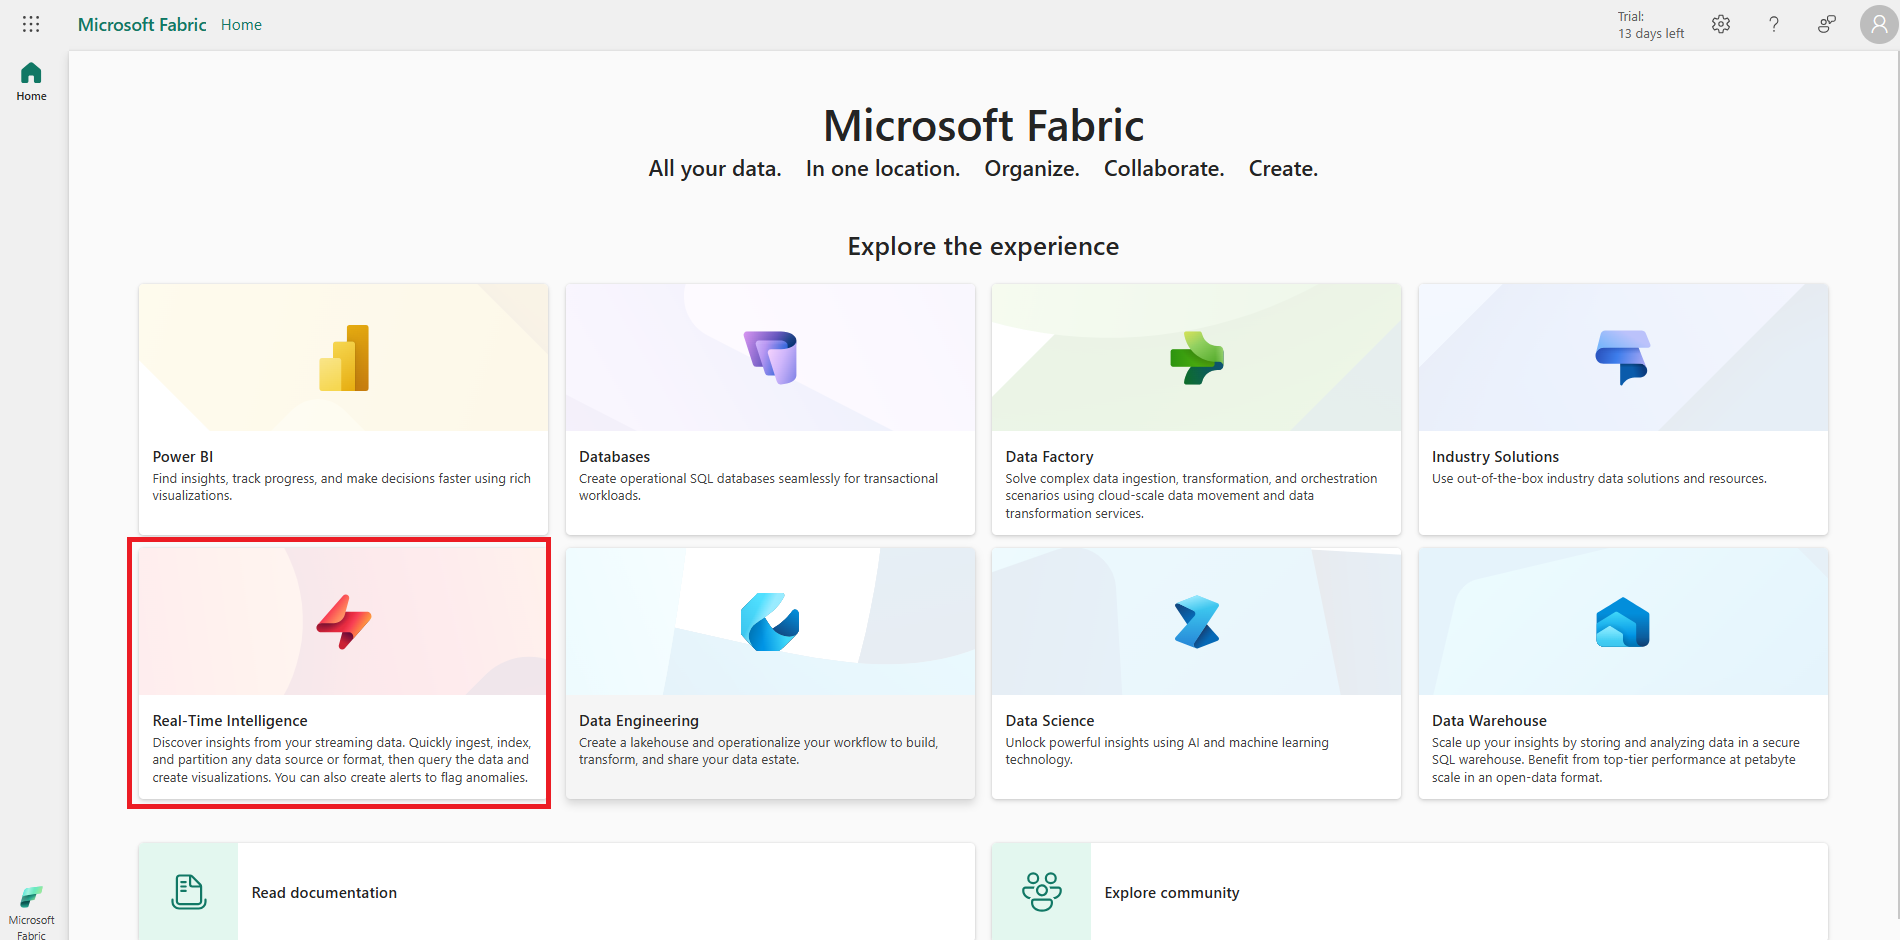 Microsoft Fabric Home
Trial:
13 days left
?
Home
Microsoft Fabric
All your data. In one location. Organize. Collaborate. Create.
Explore the experience
Power BI
Find insights, track progress, and make decisions faster using rich
visualizations.
Databases
Create operational SQL databases seamlessly for transactional
workloads.
Data Factory
Solve complex data ingestion, transformation, and orchestration
scenarios using cloud-scale data movement and data
transformation services.
Industry Solutions
Use out-of-the-box industry data solutions and resources.
Real-Time Intelligence
Discover insights from your streaming data. Quickly ingest, index,
and partition any data source or format, then query the data and
create visualizations. You can also create alerts to flag anomalies.
Data Engineering
Create a lakehouse and operationalize your workflow to build,
transform, and share your data estate.
Data Science
Unlock powerful insights using AI and machine learning
technology.
Data Warehouse
Scale up your insights by storing and analyzing data in a secure
SQL warehouse. Benefit from top-tier performance at petabyte
scale in an open-data format.
Read documentation
Explore community
Microsoft
Fabric